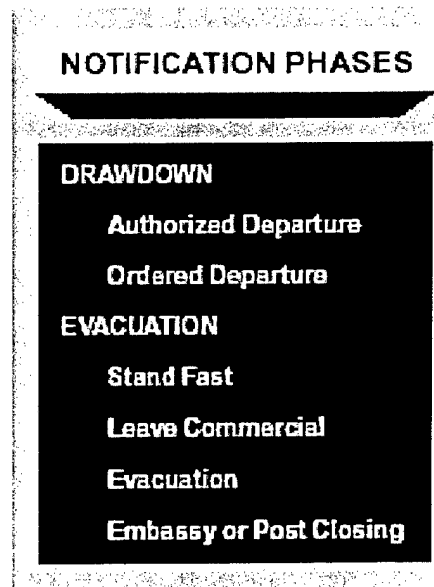 NOTIFICATION PHASES
DRAWDOWN
Authorized Departure
Ordered Departure
EVACUATION
Stand Fast
Leave Commercial
Evacuation
Embassy or Post Closing